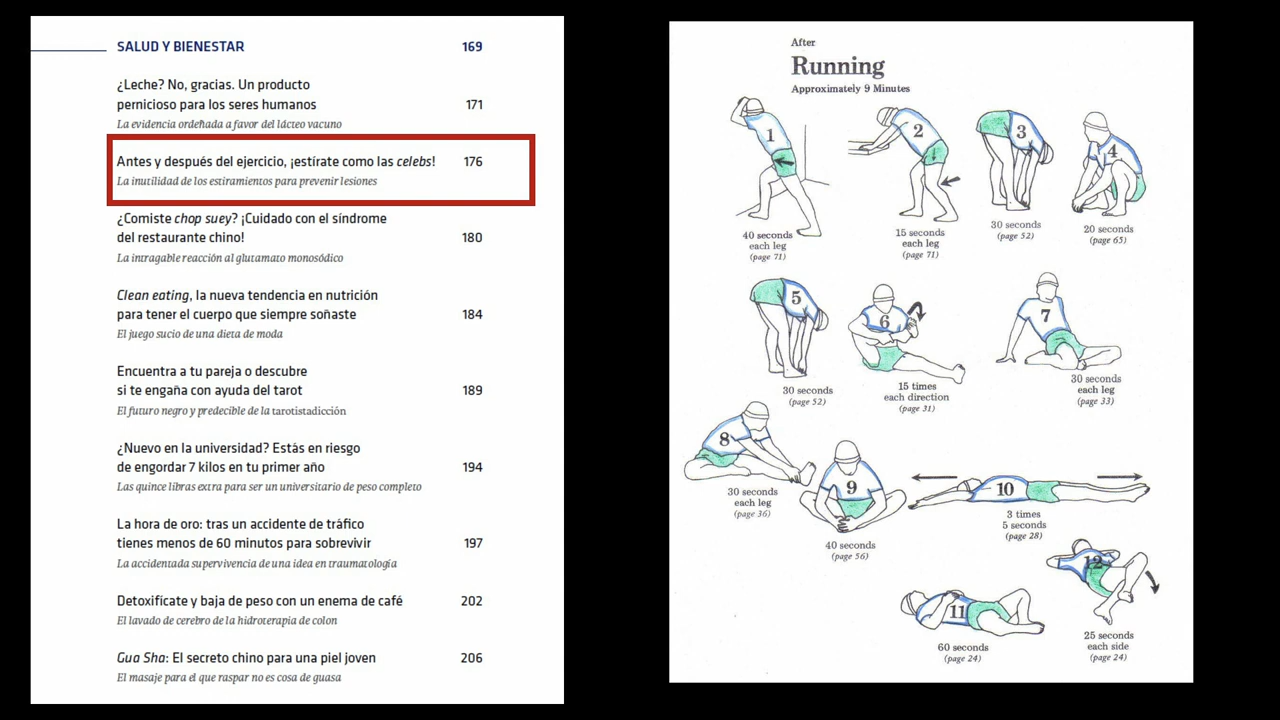 SALUD Y BIENESTAR 169
¿Leche? No, gracias. Un producto
pernicioso para los seres humanos 171
La evidencia ordeñada a favor del lácteo vacuno
Antes y después del ejercicio, ¡estírate como las celebs! 176
La inutilidad de los estiramientos para prevenir lesiones
¿Comiste chop suey? ¡Cuidado con el síndrome
del restaurante chino! 180
La intragable reacción al glutamato monosódico
Clean eating, la nueva tendencia en nutrición
para tener el cuerpo que siempre soñaste 184
El juego sucio de una dieta de moda
Encuentra a tu pareja o descubre
si te engaña con ayuda del tarot 189
El futuro negro y predecible de la tarotistadicción
¿Nuevo en la universidad? Estás en riesgo
de engordar 7 kilos en tu primer año 194
Las quince libras extra para ser un universitario de peso completo
La hora de oro: tras un accidente de tráfico
tienes menos de 60 minutos para sobrevivir 197
La accidentada supervivencia de una idea en traumatología
Detoxifícate y baja de peso con un enema de café 202
El lavado de cerebro de la hidroterapia de colon
Gua Sha: El secreto chino para una piel joven 206
El masaje para el que raspar no es cosa de guasa
After
Running
Approximately 9 Minutes
1
40 seconds
each leg
(page 71)
2
15 seconds
each leg
(page 71)
3
30 seconds
(page 52)
4
20 seconds
(page 65)
5
30 seconds
(page 52)
6
15 times
each direction
(page 31)
7
30 seconds
each leg
(page 33)
8
30 seconds
each leg
(page 36)
9
40 seconds
(page 56)
10
3 times
5 seconds
(page 28)
11
60 seconds
(page 24)
12
25 seconds
each side
(page 24)